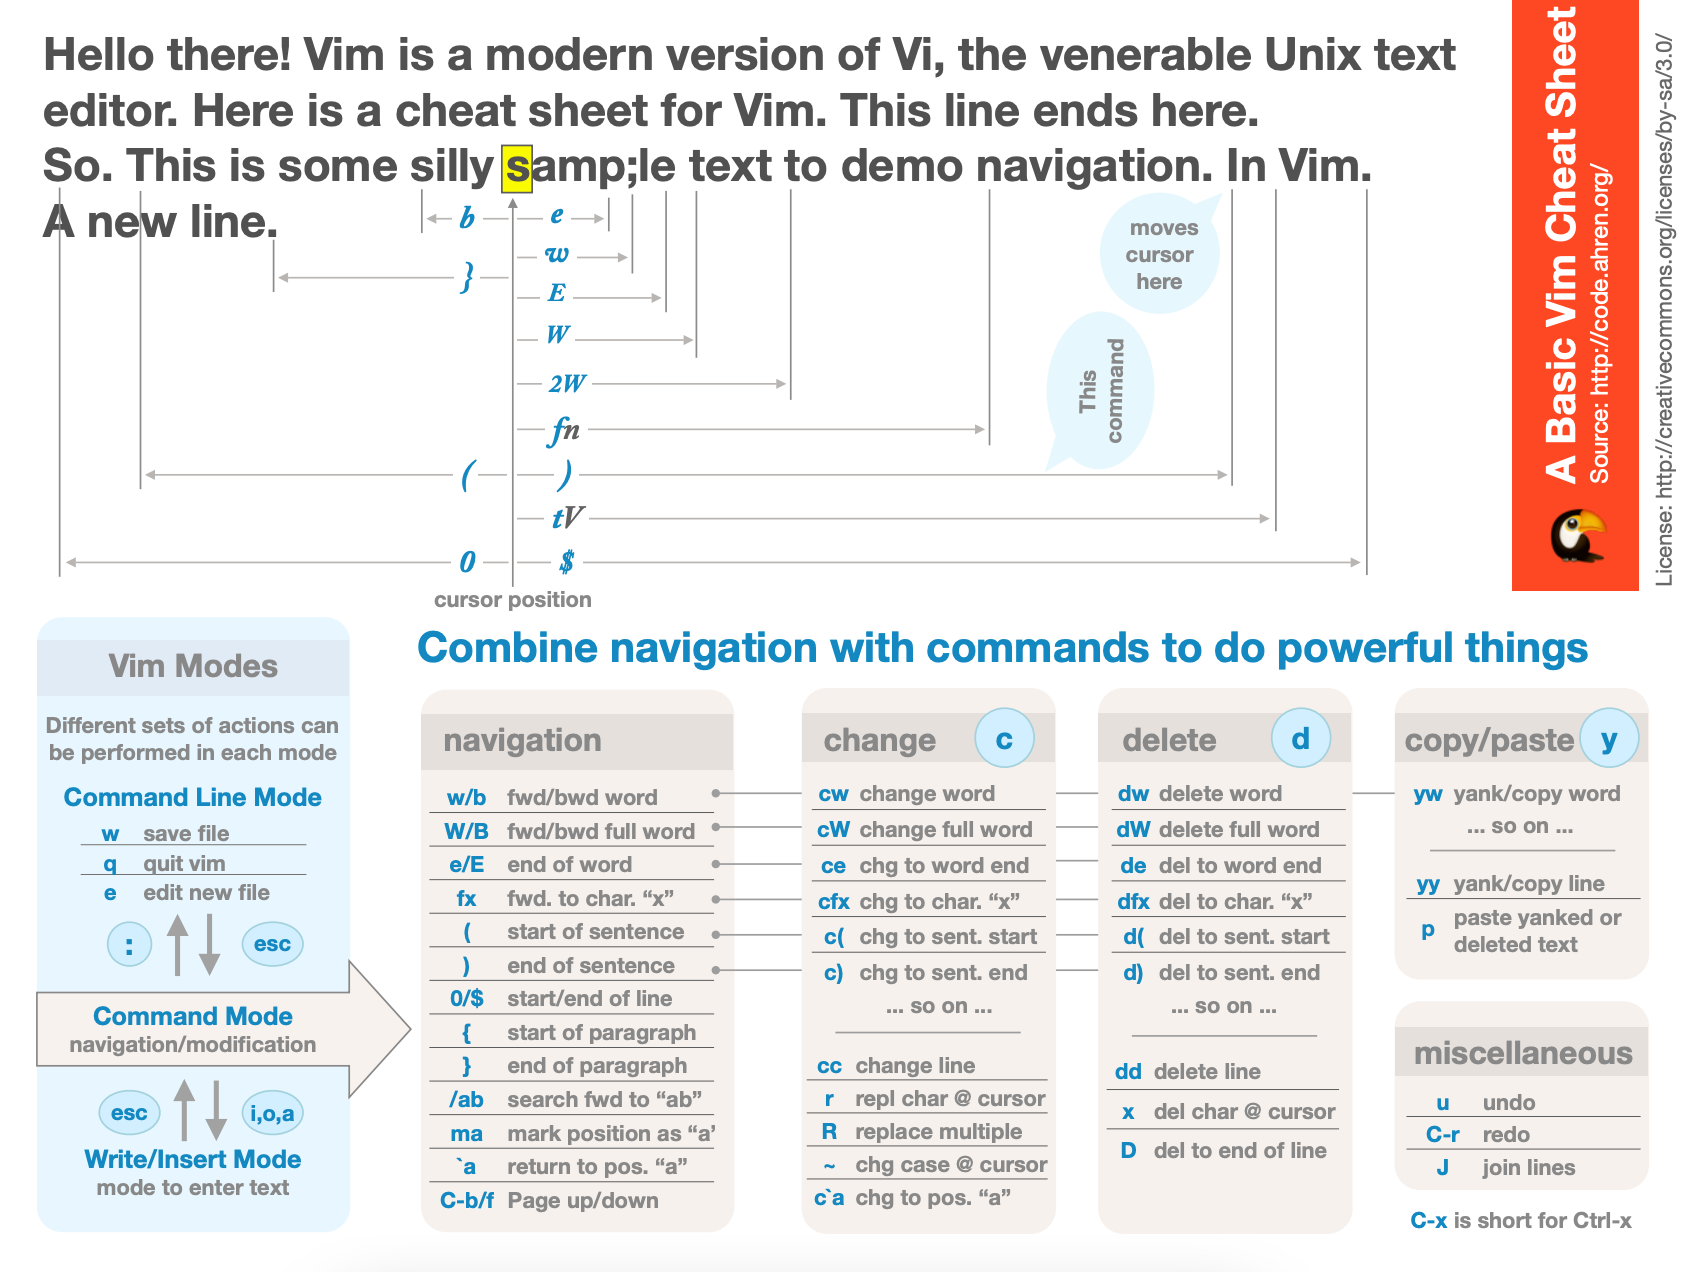 Hello there! Vim is a modern version of Vi, the venerable Unix text
editor. Here is a cheat sheet for Vim. This line ends here.
So. This is some silly samp;le text to demo navigation. In Vim.
A new line.
b e
w
}
E
W
2W
fn
( )
tV
0 $
cursor position
moves
cursor
here
This
command
A Basic Vim Cheat Sheet
Source: http://code.ahren.org/
License: http://creativecommons.org/licenses/by-sa/3.0/
Vim Modes
Different sets of actions can
be performed in each mode
Command Line Mode
w save file
q quit vim
e edit new file
: esc
Command Mode
navigation/modification
esc i,o,a
Write/Insert Mode
mode to enter text
Combine navigation with commands to do powerful things
navigation
w/b fwd/bwd word
W/B fwd/bwd full word
e/E end of word
fx fwd. to char. “x”
( start of sentence
) end of sentence
0/$ start/end of line
{ start of paragraph
} end of paragraph
/ab search fwd to “ab”
ma mark position as “a’
`a return to pos. “a”
C-b/f Page up/down
change c
cw change word
cW change full word
ce chg to word end
cfx chg to char. “x”
c( chg to sent. start
c) chg to sent. end
... so on ...
cc change line
r repl char @ cursor
R replace multiple
~ chg case @ cursor
c`a chg to pos. “a”
delete d
dw delete word
dW delete full word
de del to word end
dfx del to char. “x”
d( del to sent. start
d) del to sent. end
... so on ...
dd delete line
x del char @ cursor
D del to end of line
copy/paste y
yw yank/copy word
... so on ...
yy yank/copy line
p paste yanked or
deleted text
miscellaneous
u undo
C-r redo
J join lines
C-x is short for Ctrl-x